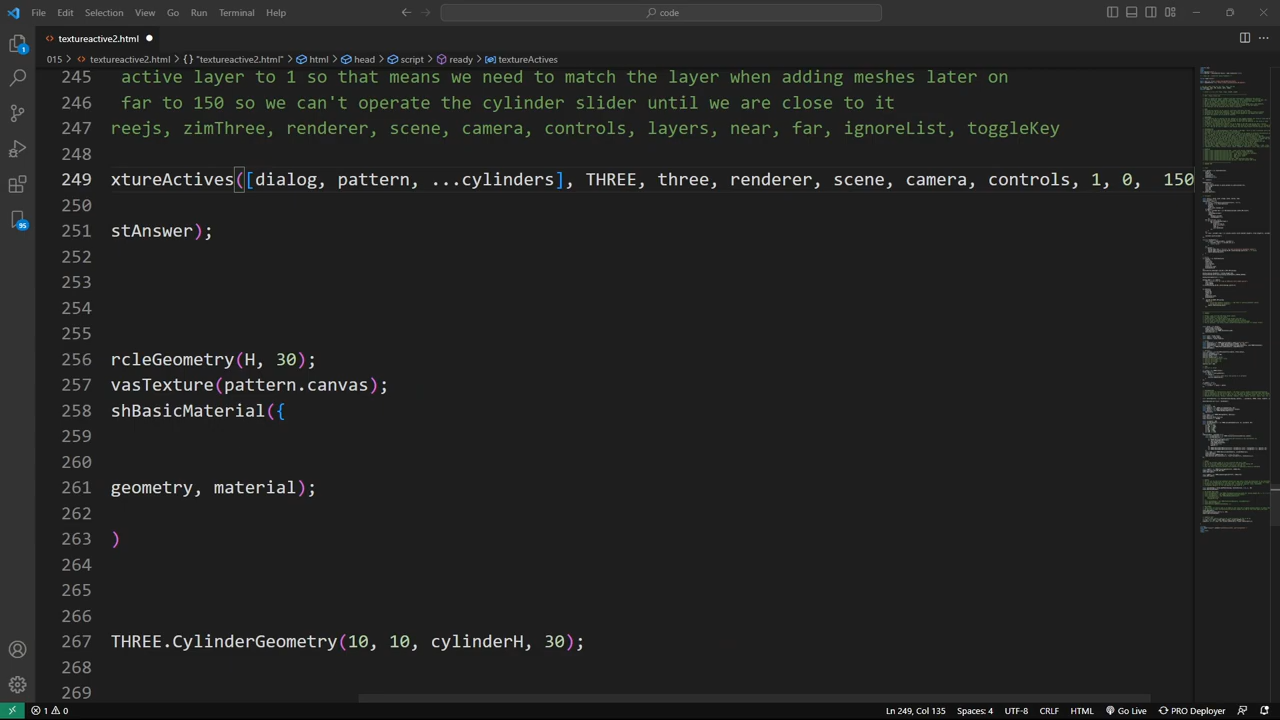 File Edit Selection View Go Run Terminal Help
code
textureactive2.html
015 textureactive2.html "textureactive2.html" html head script ready textureActives
245 active layer to 1 so that means we need to match the layer when adding meshes later on
246 far to 150 so we can't operate the cylinder slider until we are close to it
247 reejs, zimThree, renderer, scene, camera, controls, layers, near, far, ignoreList, toggleKey
248
249 xtureActives([dialog, pattern, ...cylinders], THREE, three, renderer, scene, camera, controls, 1, 0,  150
250
251 stAnswer);
252
253
254
255
256 rcleGeometry(H, 30);
257 vasTexture(pattern.canvas);
258 shBasicMaterial({
259
260
261 geometry, material);
262
263 )
264
265
266
267 THREE.CylinderGeometry(10, 10, cylinderH, 30);
268
269
1
95
1 0 Ln 249, Col 135 Spaces: 4 UTF-8 CRLF HTML Go Live PRO Deployer